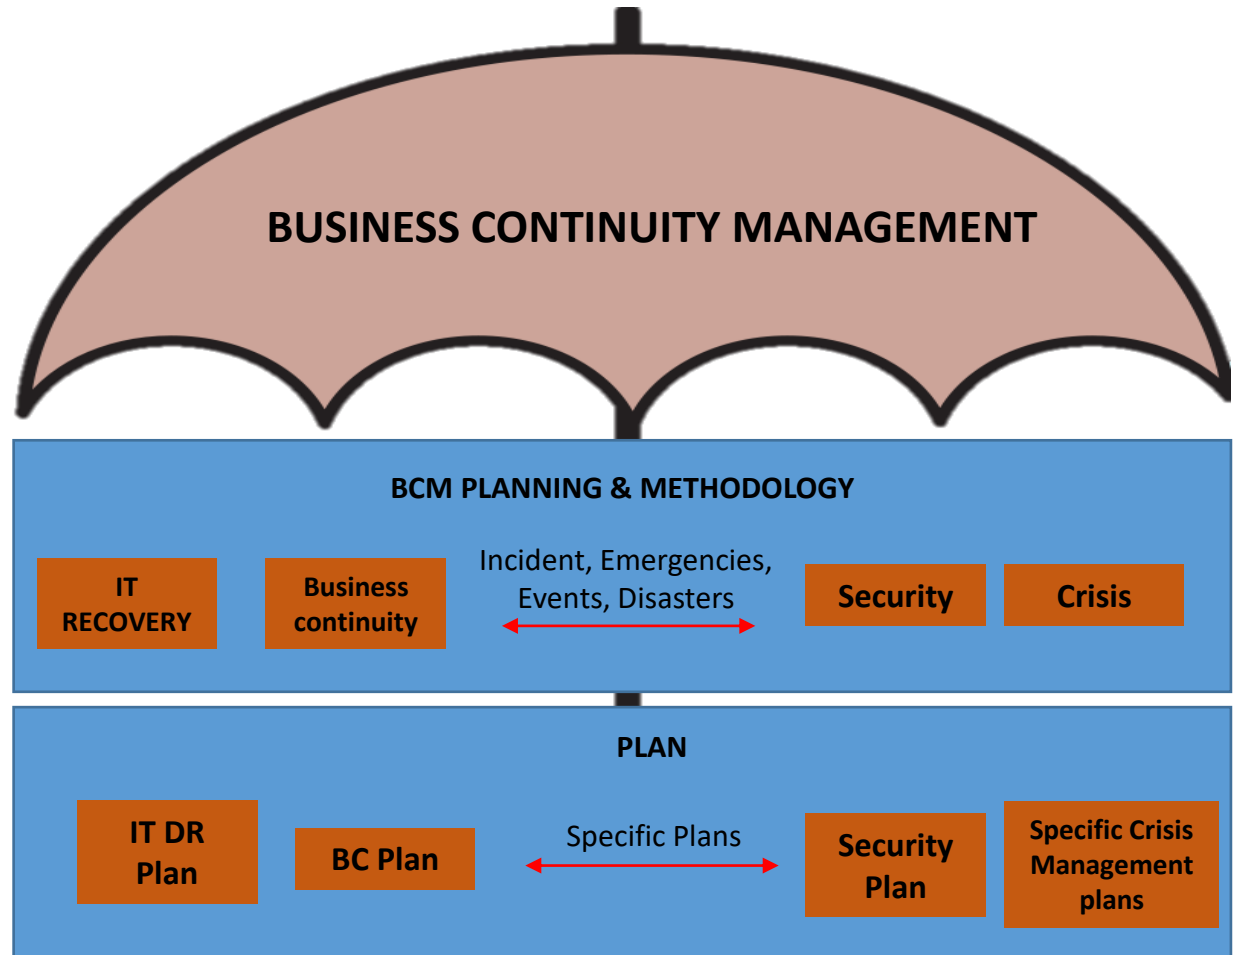 BUSINESS CONTINUITY MANAGEMENT
BCM PLANNING & METHODOLOGY
IT
RECOVERY
Business
continuity
Incident, Emergencies,
Events, Disasters
Security
Crisis
PLAN
IT DR
Plan
BC Plan
Specific Plans
Security
Plan
Specific Crisis
Management
plans